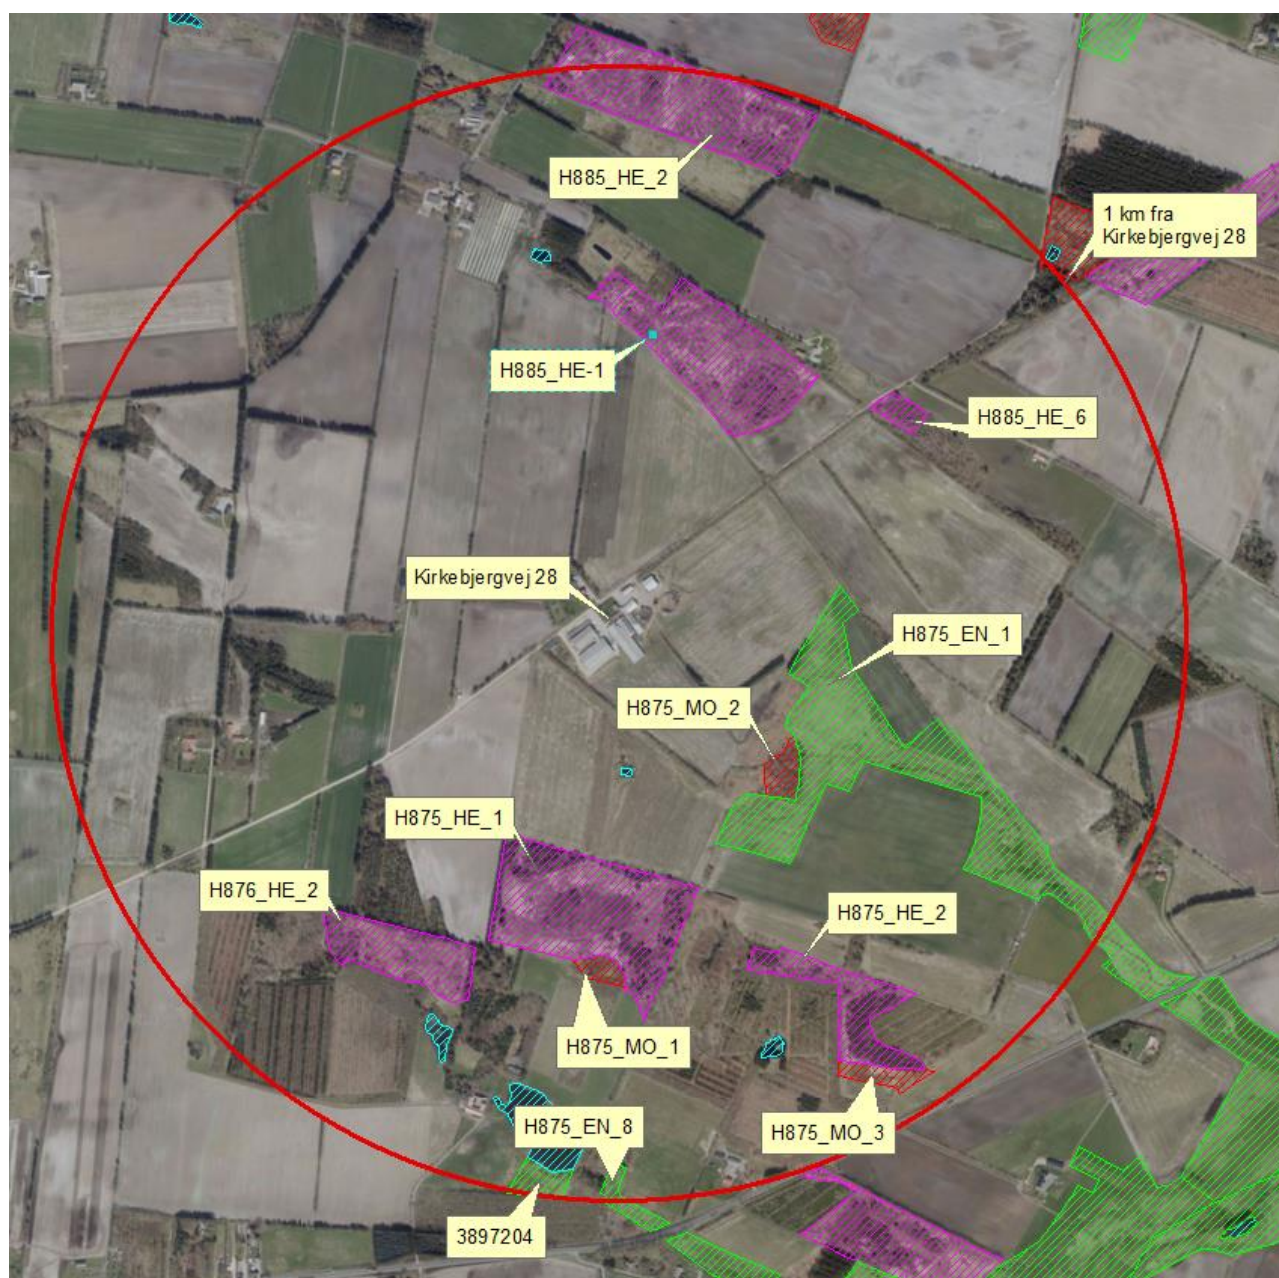 H885_HE_2
1 km fra
Kirkebjergvej 28
H885_HE-1
H885_HE_6
Kirkebjergvej 28
H875_EN_1
H875_MO_2
H875_HE_1
H876_HE_2
H875_HE_2
H875_MO_1
H875_EN_8
H875_MO_3
3897204